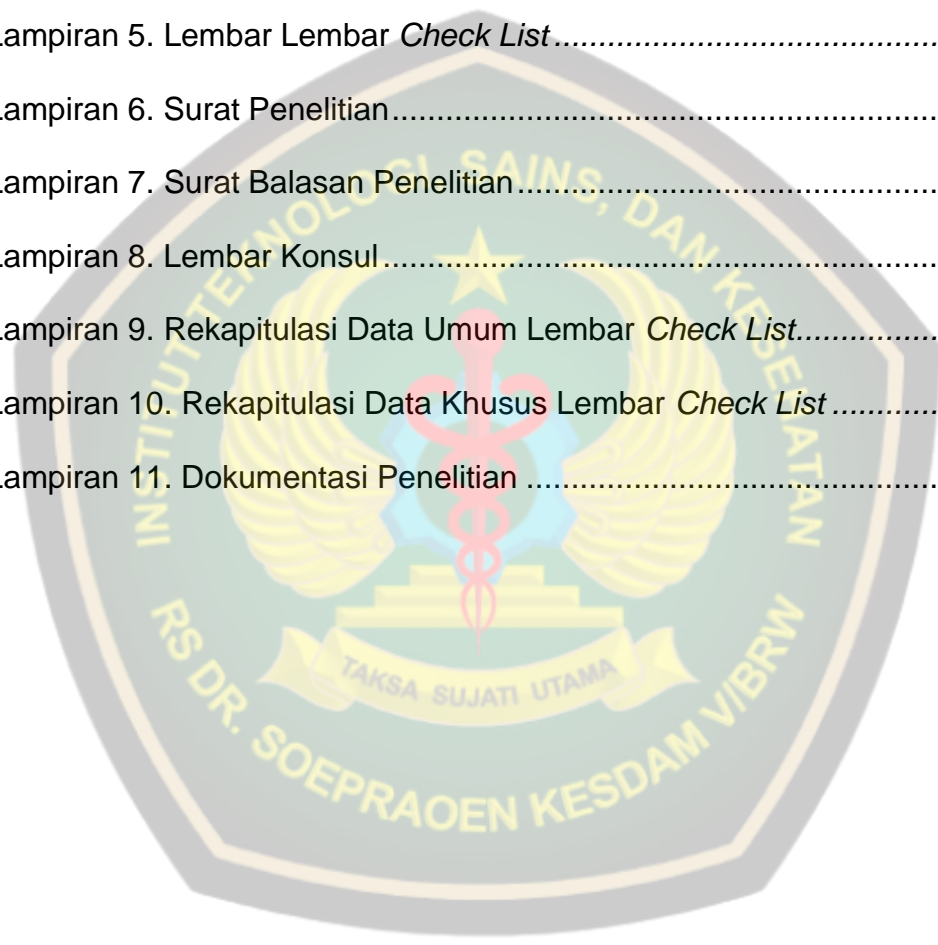 Lampiran 5. Lembar Lembar Check List...........................................
Lampiran 6. Surat Penelitian.............................................................
Lampiran 7. Surat Balasan Penelitian...............................................
Lampiran 8. Lembar Konsul..............................................................
Lampiran 9. Rekapitulasi Data Umum Lembar Check List................
Lampiran 10. Rekapitulasi Data Khusus Lembar Check List ............
Lampiran 11. Dokumentasi Penelitian ..............................................
INSTITUT TEKNOLOGI, SAINS, DAN KESEHATAN
TAKSA SUJATI UTAMA
RS DR. SOEPRAOEN KESDAM V/BRW